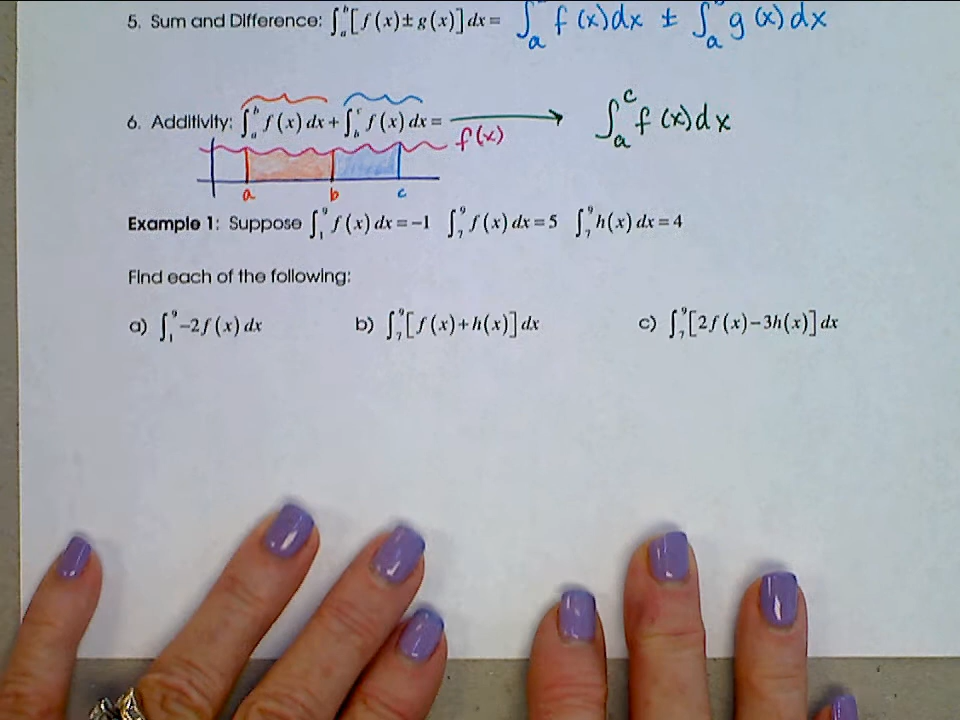 5. Sum and Difference: ∫ₐᵇ[f(x)±g(x)]dx= ∫ₐ f(x)dx ± ∫ₐ g(x)dx
6. Additivity: ∫ₐᵇ f(x)dx+∫_b^c f(x)dx= ∫ₐᶜ f(x)dx
f(x)
a b c
Example 1: Suppose ∫₁⁹ f(x)dx=-1 ∫₇⁹ f(x)dx=5 ∫₇⁹ h(x)dx=4
Find each of the following:
a) ∫₁⁹ -2f(x)dx b) ∫₇⁹[f(x)+h(x)]dx c) ∫₇⁹[2f(x)-3h(x)]dx